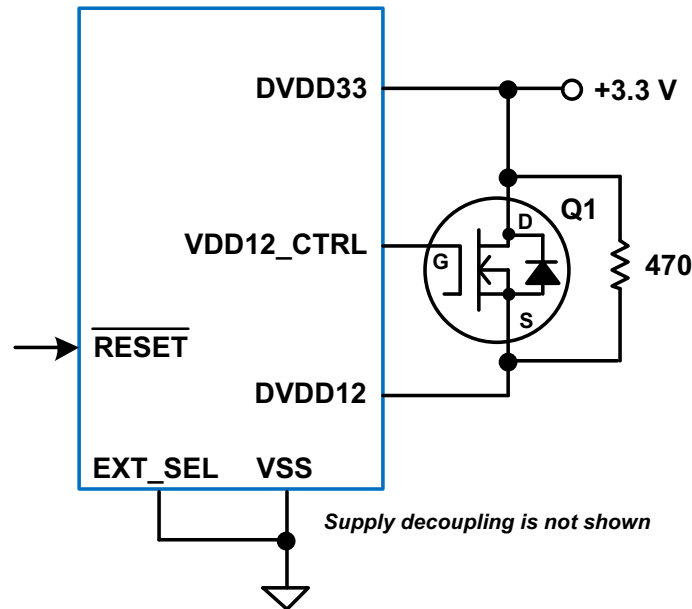 DVDD33
+3.3 V
D
Q1
VDD12_CTRL
G
470
S
RESET
DVDD12
EXT_SEL
VSS
Supply decoupling is not shown